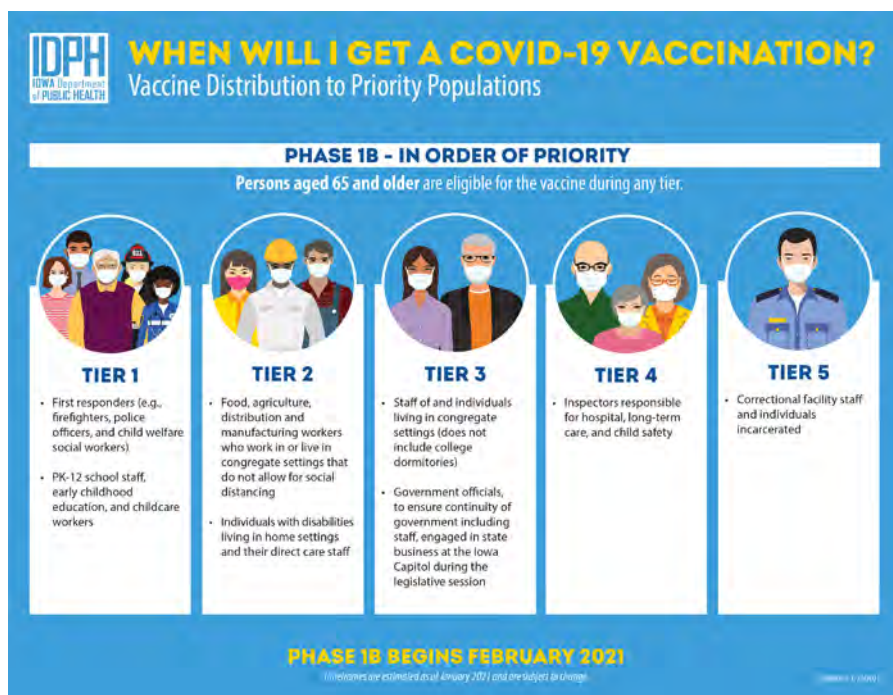 IDPH
IOWA Department
of PUBLIC HEALTH
WHEN WILL I GET A COVID-19 VACCINATION?
Vaccine Distribution to Priority Populations
PHASE 1B - IN ORDER OF PRIORITY
Persons aged 65 and older are eligible for the vaccine during any tier.
TIER 1
• First responders (e.g.,
firefighters, police
officers, and child welfare
social workers)
• PK-12 school staff,
early childhood
education, and childcare
workers
TIER 2
• Food, agriculture,
distribution and
manufacturing workers
who work in or live in
congregate settings that
do not allow for social
distancing
• Individuals with disabilities
living in home settings
and their direct care staff
TIER 3
• Staff of and individuals
living in congregate
settings (does not
include college
dormitories)
• Government officials,
to ensure continuity of
government including
staff, engaged in state
business at the Iowa
Capitol during the
legislative session
TIER 4
• Inspectors responsible
for hospital, long-term
care, and child safety
TIER 5
• Correctional facility staff
and individuals
incarcerated
PHASE 1B BEGINS FEBRUARY 2021
Timeframes are estimated as of January 2021 and are subject to change.